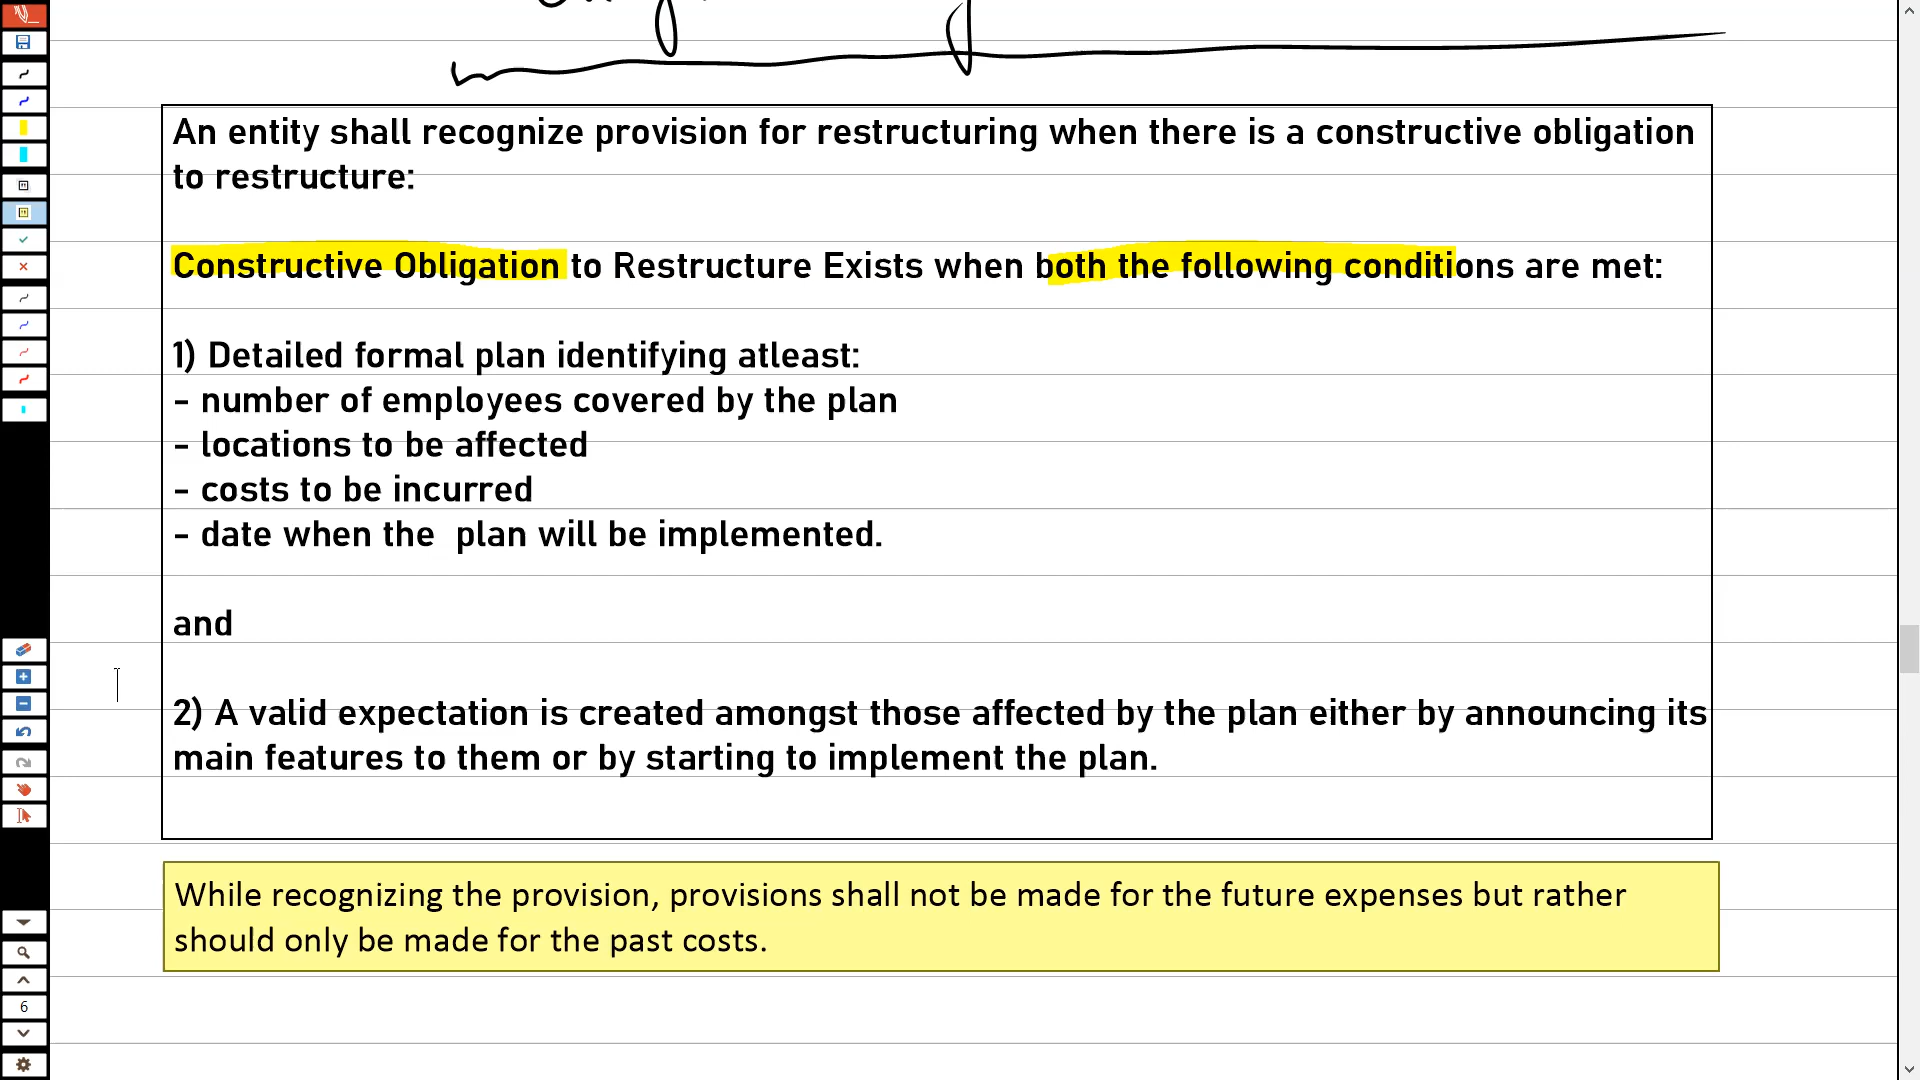 An entity shall recognize provision for restructuring when there is a constructive obligation
to restructure:
Constructive Obligation to Restructure Exists when both the following conditions are met:
1) Detailed formal plan identifying atleast:
- number of employees covered by the plan
- locations to be affected
- costs to be incurred
- date when the  plan will be implemented.
and
2) A valid expectation is created amongst those affected by the plan either by announcing its
main features to them or by starting to implement the plan.
While recognizing the provision, provisions shall not be made for the future expenses but rather
should only be made for the past costs.
6